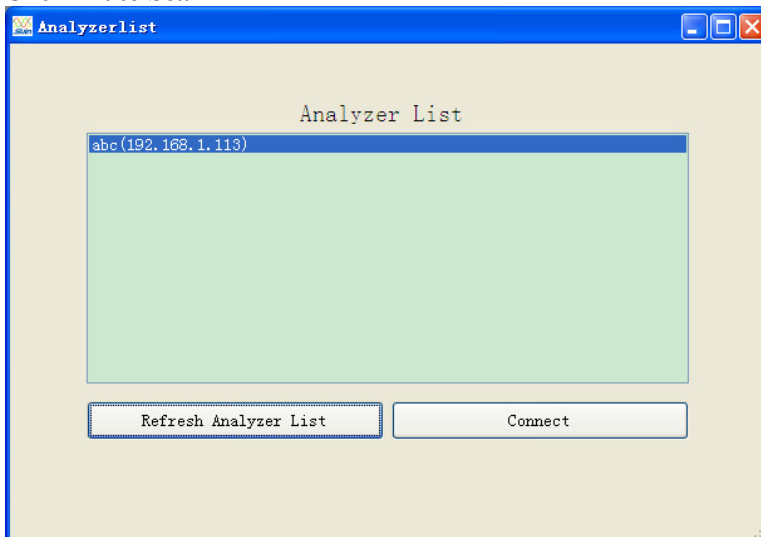 Analyzerlist
Analyzer List
abc(192.168.1.113)
Refresh Analyzer List
Connect